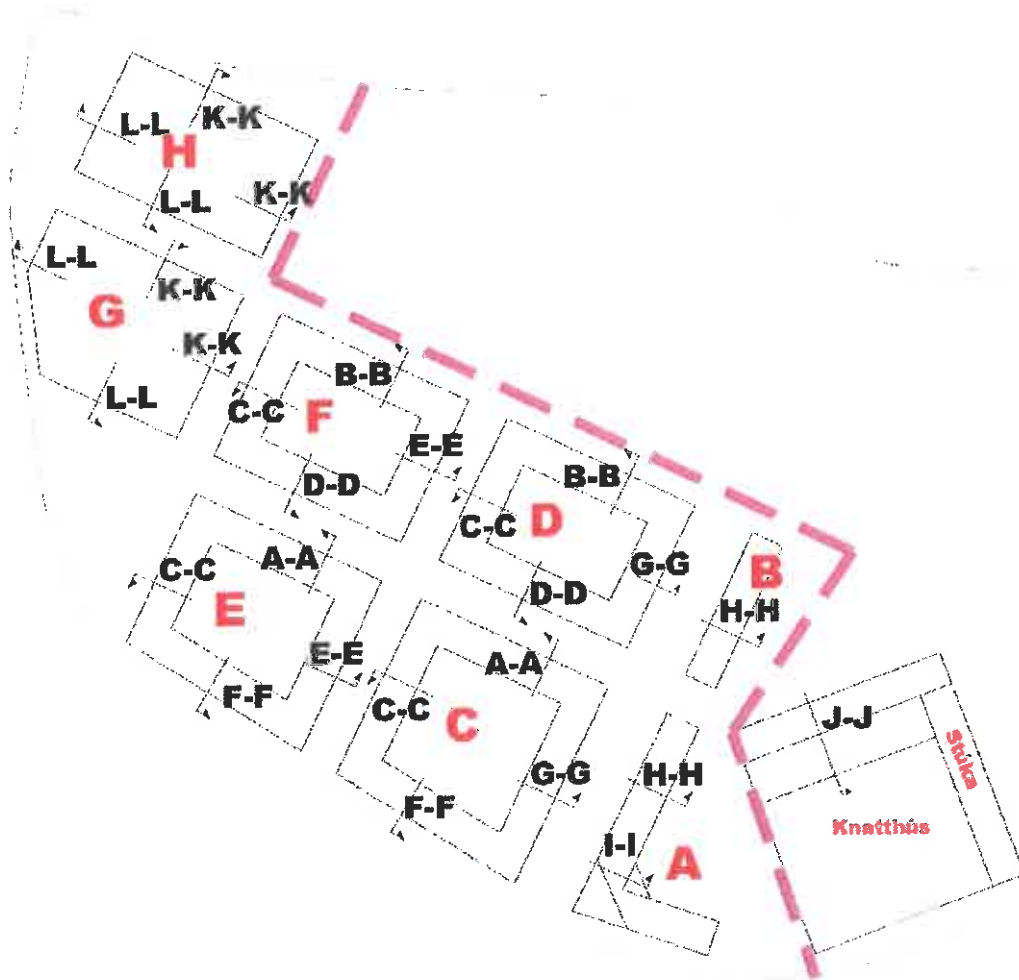 L-L
K-K
H
K-K
L-L
L-L
K-K
G
K-K
L-L
B-B
C-C
F
E-E
D-D
B-B
C-C
D
G-G
D-D
A-A
C-C
E
E-E
F-F
B
H-H
A-A
C-C
C
G-G
F-F
H-H
I-I
A
J-J
Stúka
Knatthús